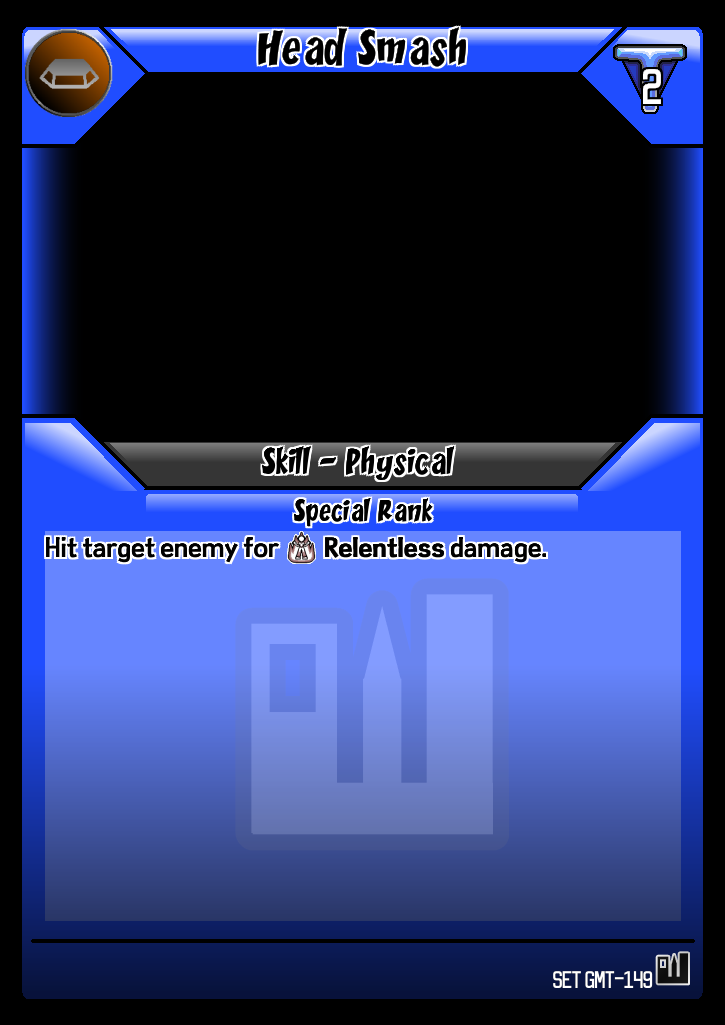 Head Smash
2
Skill - Physical
Special Rank
Hit target enemy for Relentless damage.
SET GMT-149